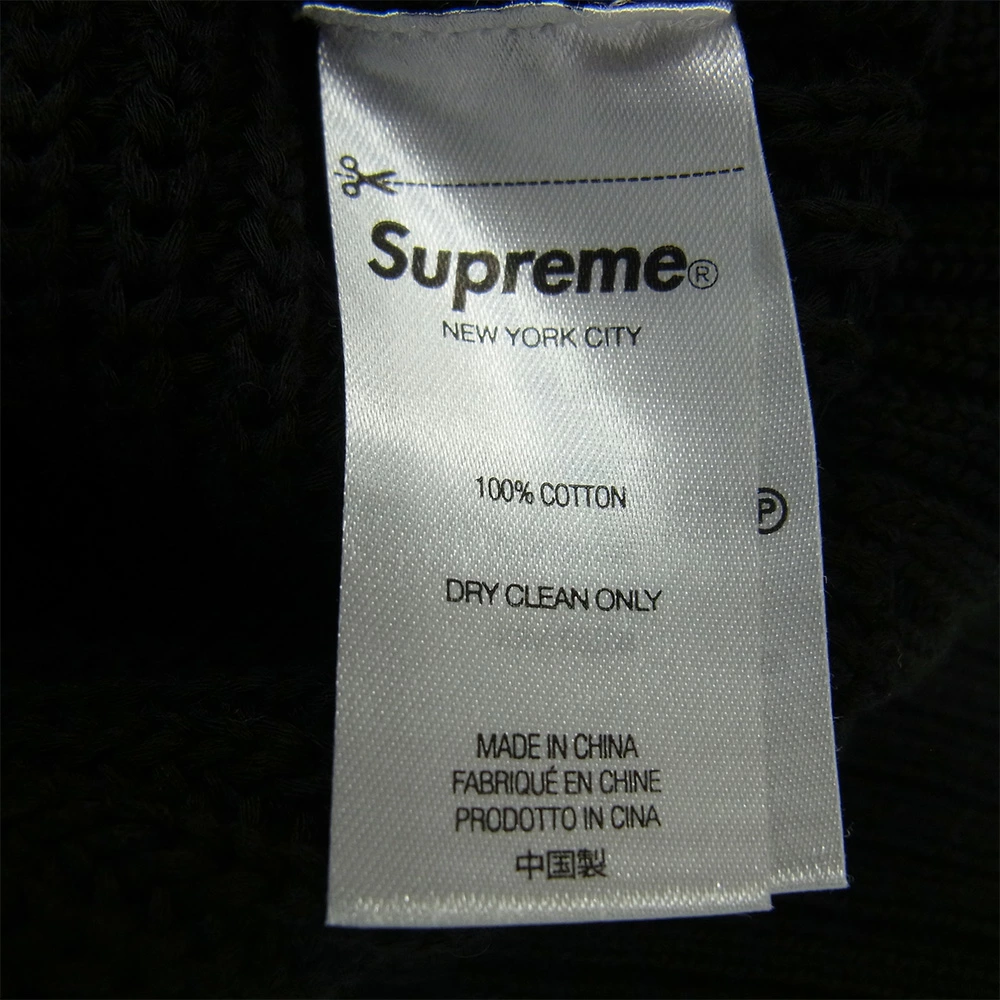 Supreme®
NEW YORK CITY
100% COTTON
P
DRY CLEAN ONLY
MADE IN CHINA
FABRIQUÉ EN CHINE
PRODOTTO IN CINA
中国製